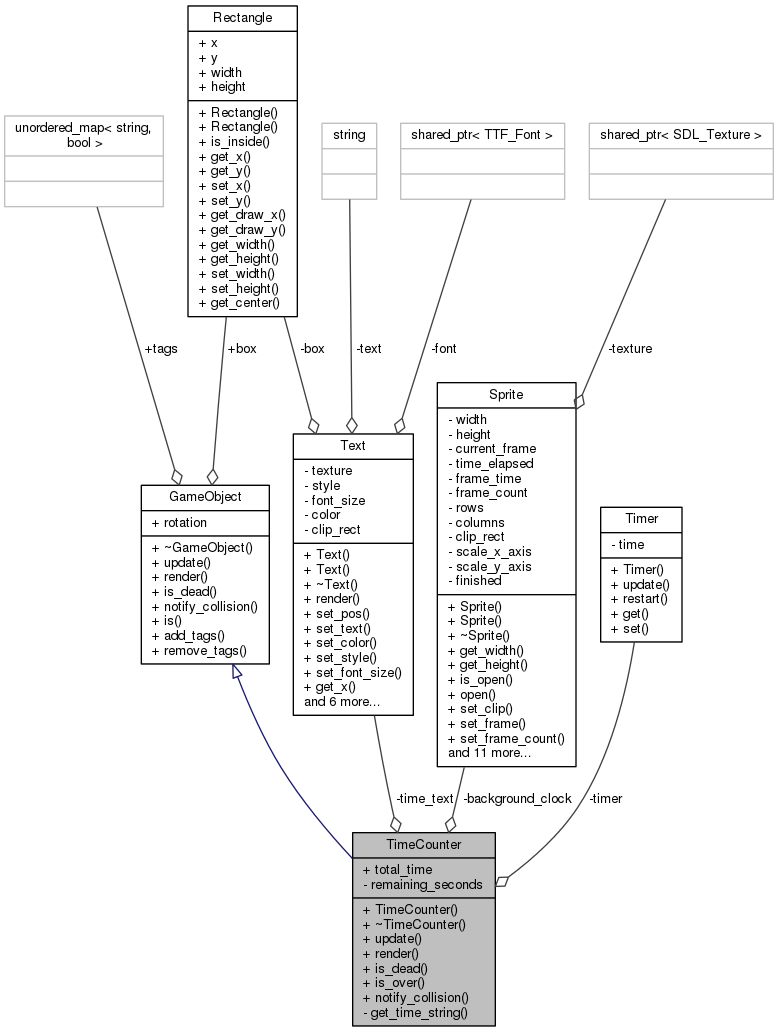 Rectangle
+ x
+ y
+ width
+ height
+ Rectangle()
+ Rectangle()
+ is_inside()
+ get_x()
+ get_y()
+ set_x()
+ set_y()
+ get_draw_x()
+ get_draw_y()
+ get_width()
+ get_height()
+ set_width()
+ set_height()
+ get_center()
unordered_map< string,
bool >
string
shared_ptr< TTF_Font >
shared_ptr< SDL_Texture >
+tags
+box
-box
-text
-font
-texture
GameObject
+ rotation
+ ~GameObject()
+ update()
+ render()
+ is_dead()
+ notify_collision()
+ is()
+ add_tags()
+ remove_tags()
Text
- texture
- style
- font_size
- color
- clip_rect
+ Text()
+ Text()
+ ~Text()
+ render()
+ set_pos()
+ set_text()
+ set_color()
+ set_style()
+ set_font_size()
+ get_x()
and 6 more...
Sprite
- width
- height
- current_frame
- time_elapsed
- frame_time
- frame_count
- rows
- columns
- clip_rect
- scale_x_axis
- scale_y_axis
- finished
+ Sprite()
+ Sprite()
+ ~Sprite()
+ get_width()
+ get_height()
+ is_open()
+ open()
+ set_clip()
+ set_frame()
+ set_frame_count()
and 11 more...
Timer
- time
+ Timer()
+ update()
+ restart()
+ get()
+ set()
-time_text
-background_clock
-timer
TimeCounter
+ total_time
- remaining_seconds
+ TimeCounter()
+ ~TimeCounter()
+ update()
+ render()
+ is_dead()
+ is_over()
+ notify_collision()
- get_time_string()